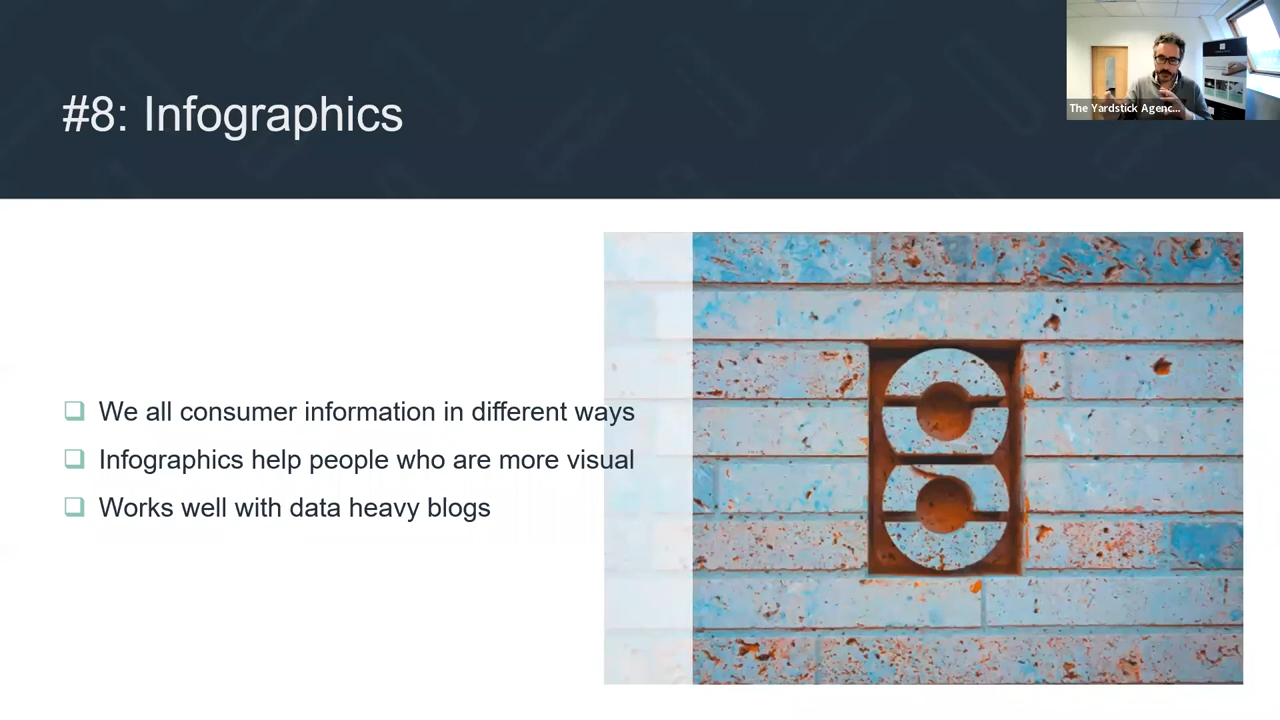 #8: Infographics
The Yardstick Agenc...
We all consumer information in different ways
Infographics help people who are more visual
Works well with data heavy blogs
8